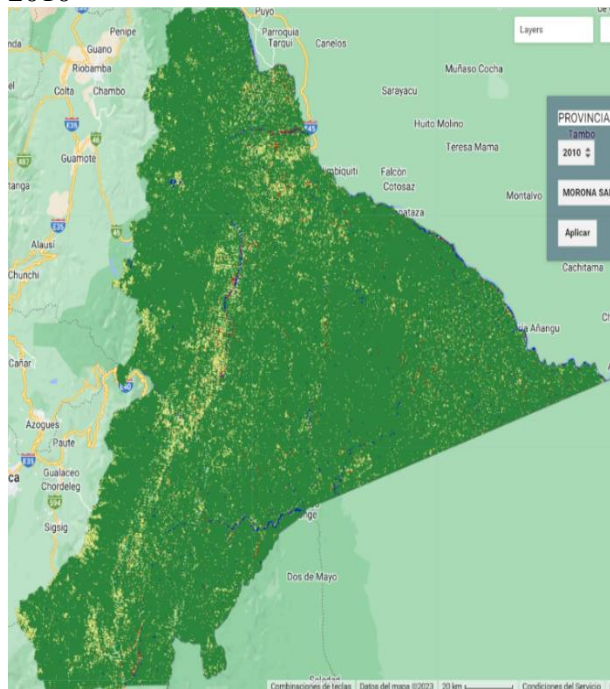 Penipe
Puyo
Parroquia
Tarqui
Canelos
Layers
Guano
Riobamba
Colta
Chambo
Muñaso Cocha
Sarayacu
PROVINCIA
Tambo
2010
Huito Molino
Teresa Mama
Guamote
Falcón
Cotosaz
Montalvo
MORONA SA
Alausí
Aplicar
Chunchi
Cachitama
Cañar
Azogues
Paute
Gualaceo
Chordeleg
Sigsig
Dos de Mayo
Combinaciones de teclas
Datos del mapa ©2023
20 km
Condiciones del Servicio